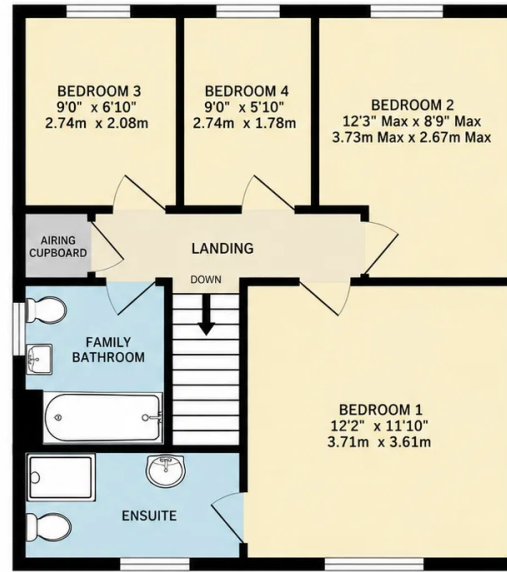 BEDROOM 3
9'0" x 6'10"
2.74m x 2.08m
BEDROOM 4
9'0" x 5'10"
2.74m x 1.78m
BEDROOM 2
12'3" Max x 8'9" Max
3.73m Max x 2.67m Max
AIRING
CUPBOARD
LANDING
DOWN
FAMILY
BATHROOM
BEDROOM 1
12'2" x 11'10"
3.71m x 3.61m
ENSUITE